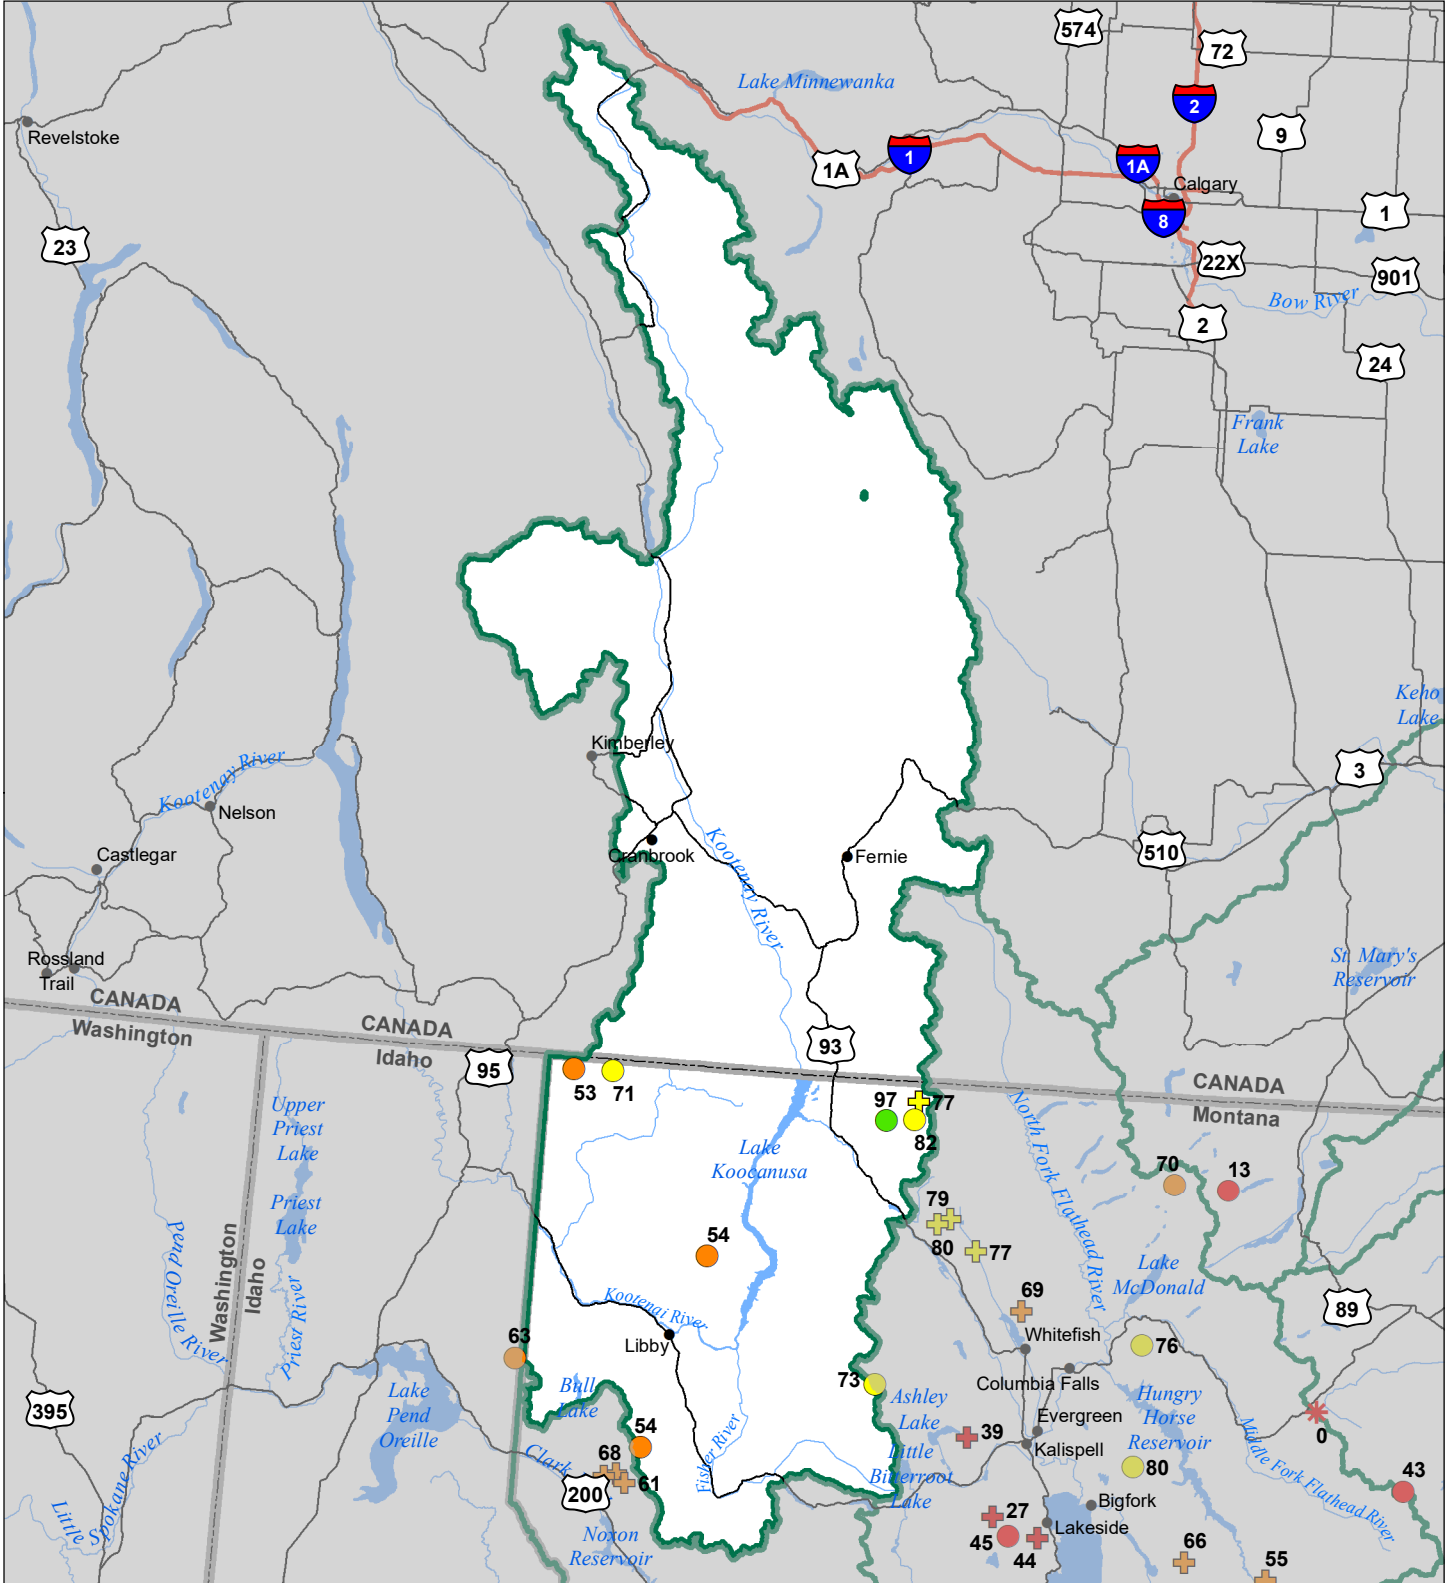 574
72
Lake Minnewanka
2
Revelstoke
9
1
1A
1A
Calgary
8
1
23
22X
901
Bow River
2
24
Frank
Lake
Keho
Lake
Kimberley
3
Kootenay River
Nelson
Kootenay River
Cranbrook
Fernie
510
Castlegar
Rossland
Trail
St. Mary's
Reservoir
CANADA
Washington
CANADA
Idaho
93
95
CANADA
Montana
53
71
97
77
82
Upper
Priest
Lake
North Fork Flathead River
Lake
Koocanusa
70
13
Priest
Lake
79
80
77
Pend Oreille River
Washington
Idaho
54
Lake
McDonald
Priest River
Kootenai River
69
89
63
Libby
Whitefish
76
73
Columbia Falls
Bull
Lake
Ashley
Lake
Hungry
Horse
Reservoir
395
Lake
Pend
Oreille
Evergreen
39
Kalispell
0
54
Little
Bitterroot
Lake
Middle Fork Flathead River
Clark
68
61
Fisher River
80
43
200
Little
Spokane River
27
Bigfork
45
44
Lakeside
Noxon
Reservoir
66
55